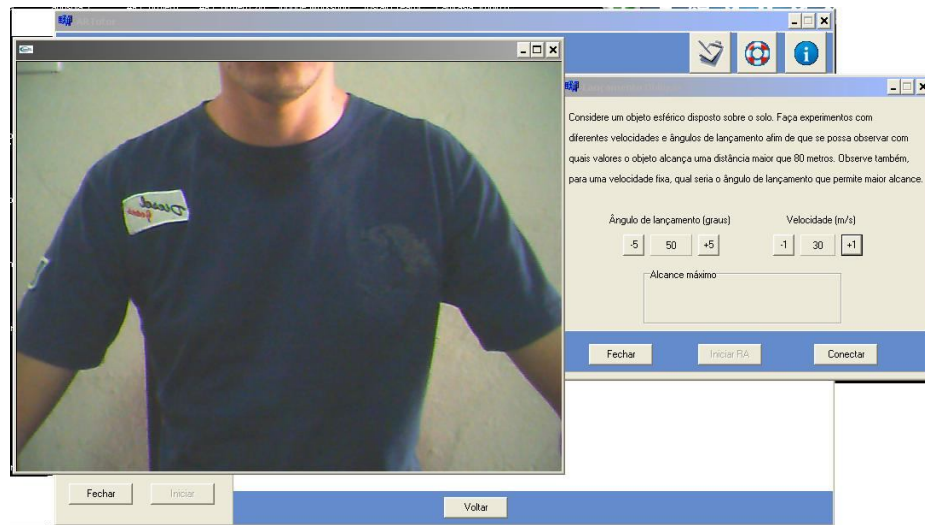 Considere um objeto esférico disposto sobre o solo. Faça experimentos com
diferentes velocidades e ângulos de lançamento afim de que se possa observar com
quais valores o objeto alcança uma distância maior que 80 metros. Observe também,
para uma velocidade fixa, qual seria o ângulo de lançamento que permite maior alcance.
Ângulo de lançamento (graus) Velocidade (m/s)
-5 50 +5 -1 30 +1
Alcance máximo
Fechar Iniciar RA Conectar
Diesel
Fechar Iniciar
Voltar